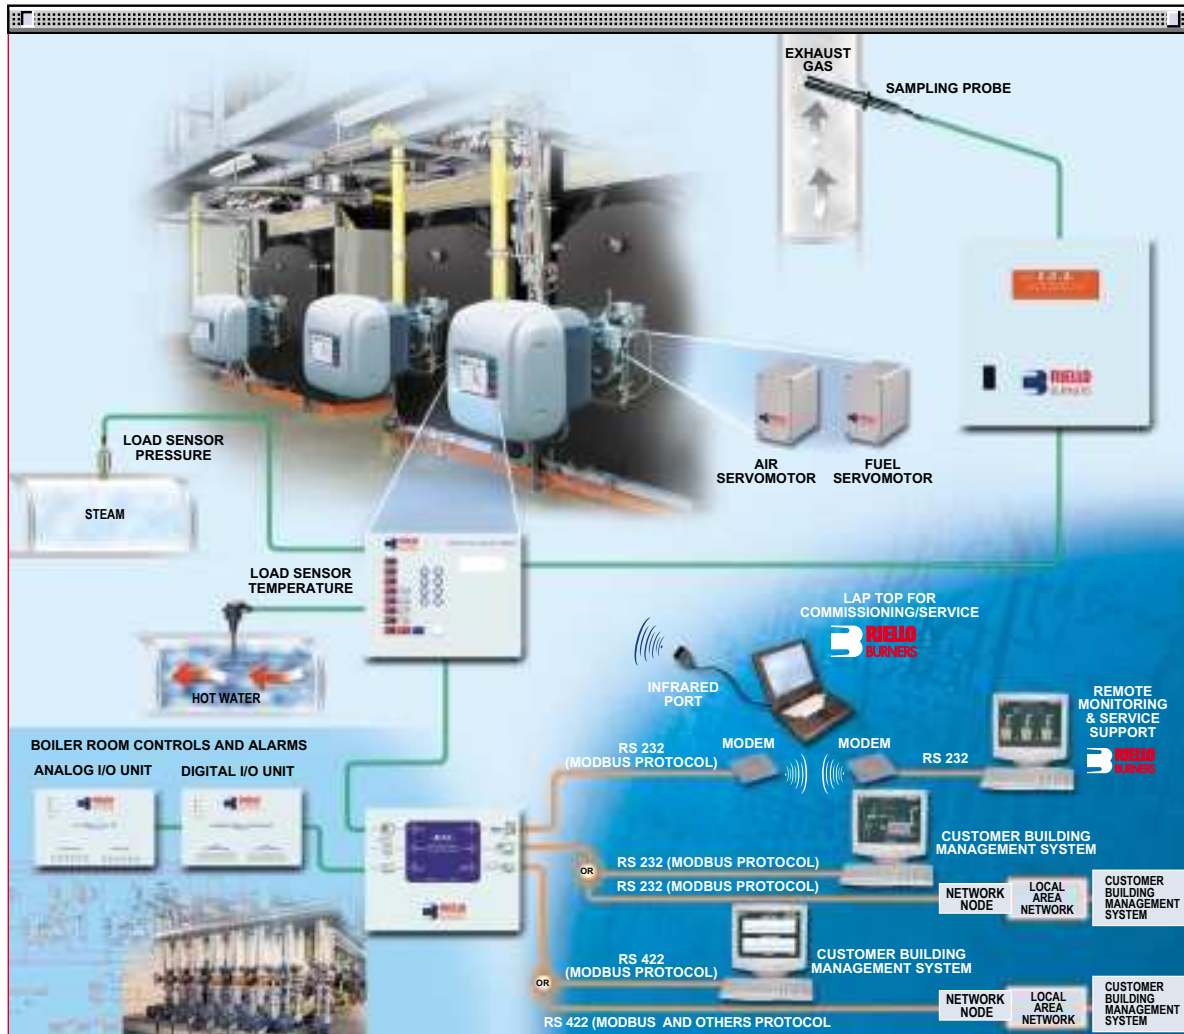 EXHAUST
GAS
SAMPLING PROBE
E.G.A.
RIELLO
BURNERS
LOAD SENSOR
PRESSURE
AIR
SERVOMOTOR
FUEL
SERVOMOTOR
STEAM
LOAD SENSOR
TEMPERATURE
LAP TOP FOR
COMMISSIONING/SERVICE
RIELLO
BURNERS
INFRARED
PORT
HOT WATER
REMOTE
MONITORING
& SERVICE
SUPPORT
RIELLO
BURNERS
BOILER ROOM CONTROLS AND ALARMS
ANALOG I/O UNIT
DIGITAL I/O UNIT
RS 232
(MODBUS PROTOCOL)
MODEM
MODEM
RS 232
CUSTOMER BUILDING
MANAGEMENT SYSTEM
OR
RS 232 (MODBUS PROTOCOL)
RS 232 (MODBUS PROTOCOL)
NETWORK
NODE
LOCAL
AREA
NETWORK
CUSTOMER
BUILDING
MANAGEMENT
SYSTEM
RIELLO
RS 422
(MODBUS PROTOCOL)
CUSTOMER BUILDING
MANAGEMENT SYSTEM
OR
NETWORK
NODE
LOCAL
AREA
NETWORK
CUSTOMER
BUILDING
MANAGEMENT
SYSTEM
RS 422 (MODBUS AND OTHERS PROTOCOL